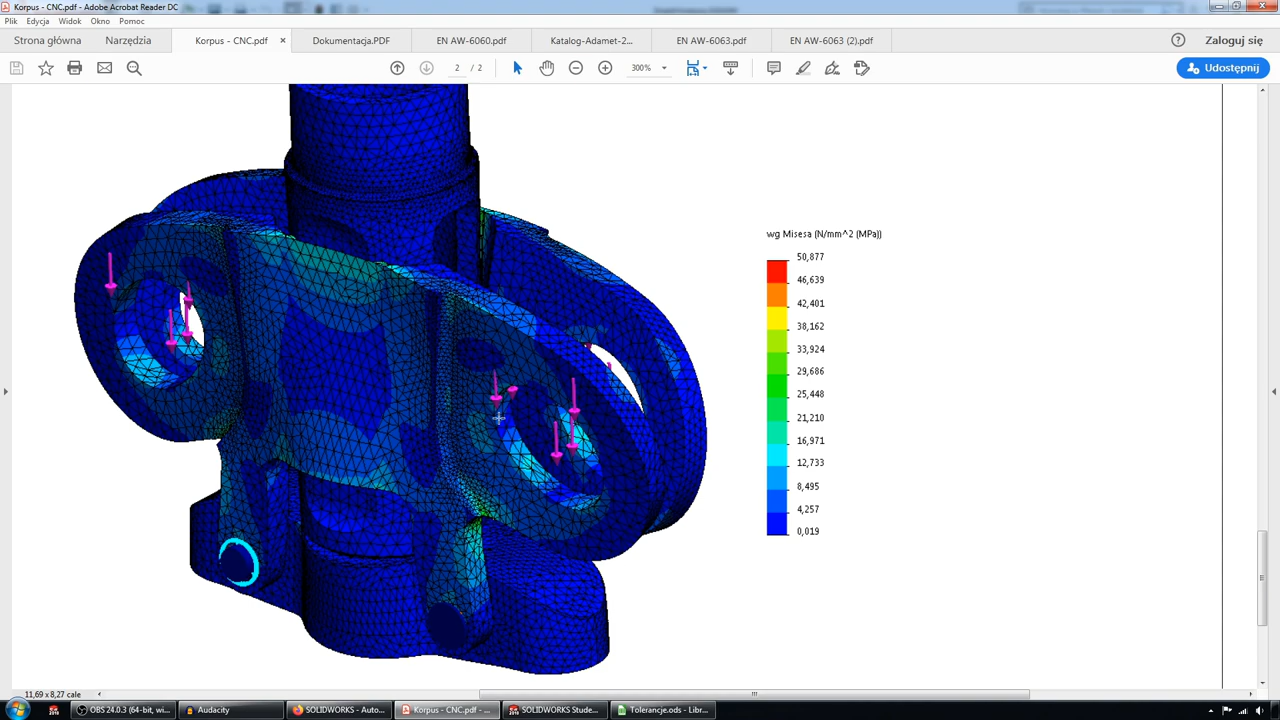 Korpus - CNC.pdf - Adobe Acrobat Reader DC
Plik Edycja Widok Okno Pomoc
Strona główna Narzędzia Korpus - CNC.pdf × Dokumentacja.PDF EN AW-6060.pdf Katalog-Adamet-2... EN AW-6063.pdf EN AW-6063 (2).pdf Zaloguj się
2 / 2 300% Udostępnij
wg Misesa (N/mm^2 (MPa))
50,877
46,639
42,401
38,162
33,924
29,686
25,448
21,210
16,971
12,733
8,495
4,257
0,019
11,69 x 8,27 cale
OBS 24.0.3 (64-bit, wi... Audacity SOLIDWORKS - Auto... Korpus - CNC.pdf - ... SOLIDWORKS Stude... Tolerancje.ods - Libr...